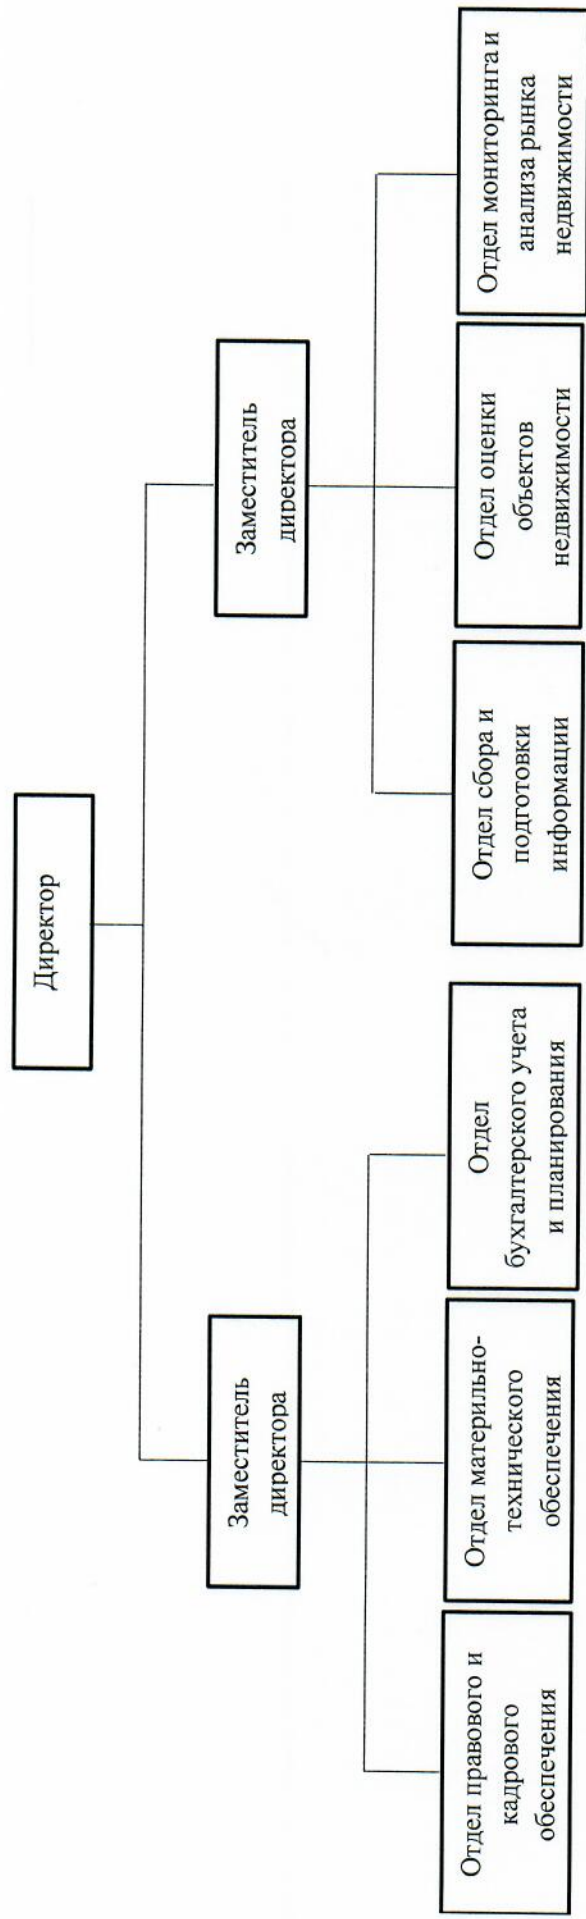 Директор
Заместитель
директора
Заместитель
директора
Отдел правового и
кадрового
обеспечения
Отдел материльно-
технического
обеспечения
Отдел
бухгалтерского учета
и планирования
Отдел сбора и
подготовки
информации
Отдел оценки
объектов
недвижимости
Отдел мониторинга и
анализа рынка
недвижимости